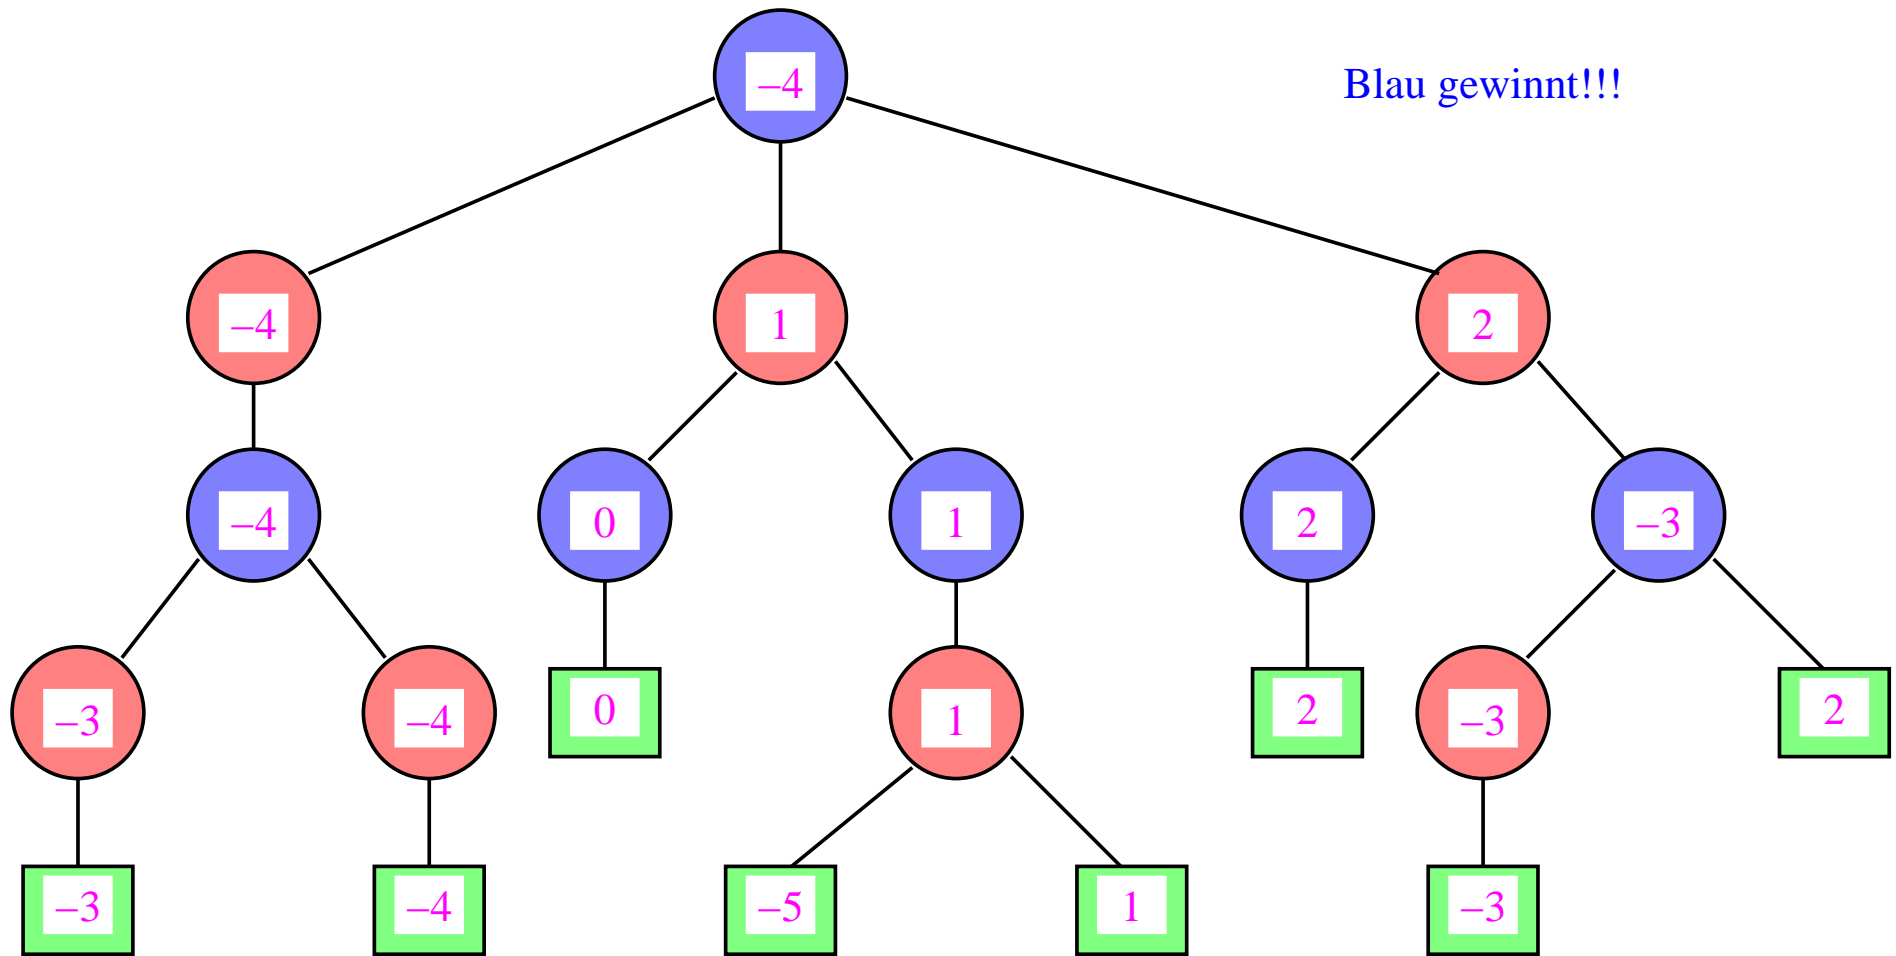 −4
Blau gewinnt!!!
−4 1 2
−4 0 1 2 −3
−3 −4 0 1 2 −3 2
−3 −4 −5 1 −3